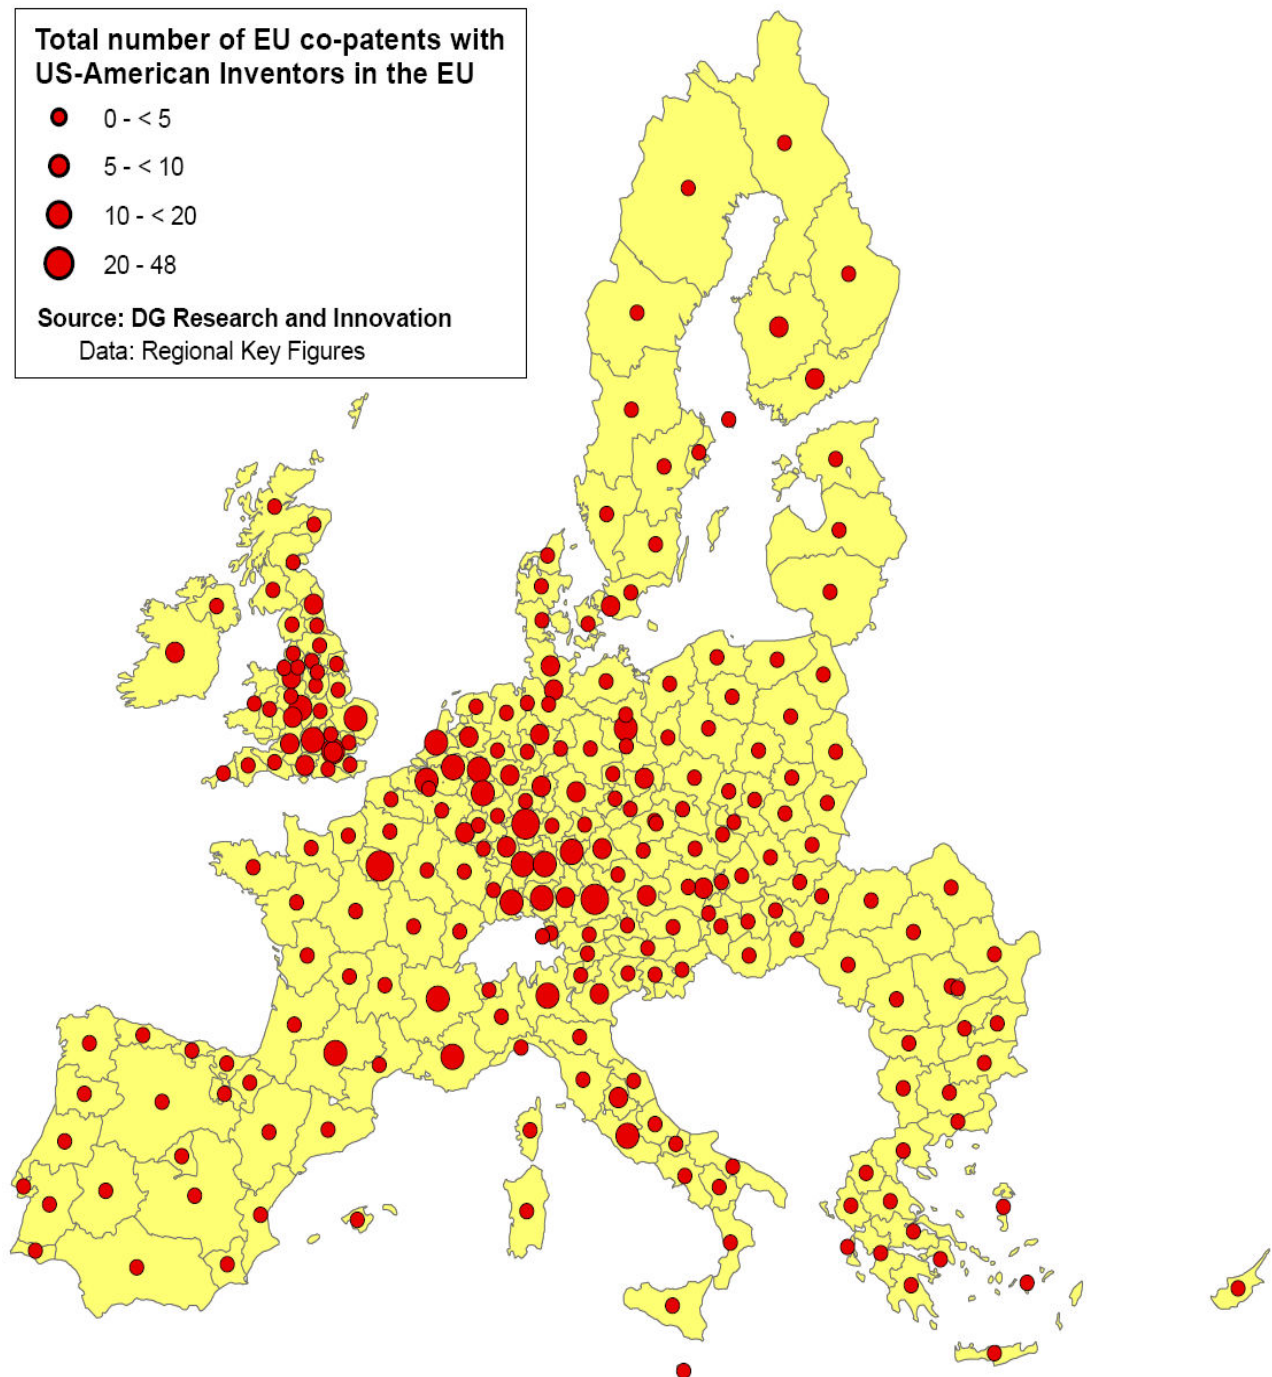 Total number of EU co-patents with
US-American Inventors in the EU
0 - < 5
5 - < 10
10 - < 20
20 - 48
Source: DG Research and Innovation
Data: Regional Key Figures